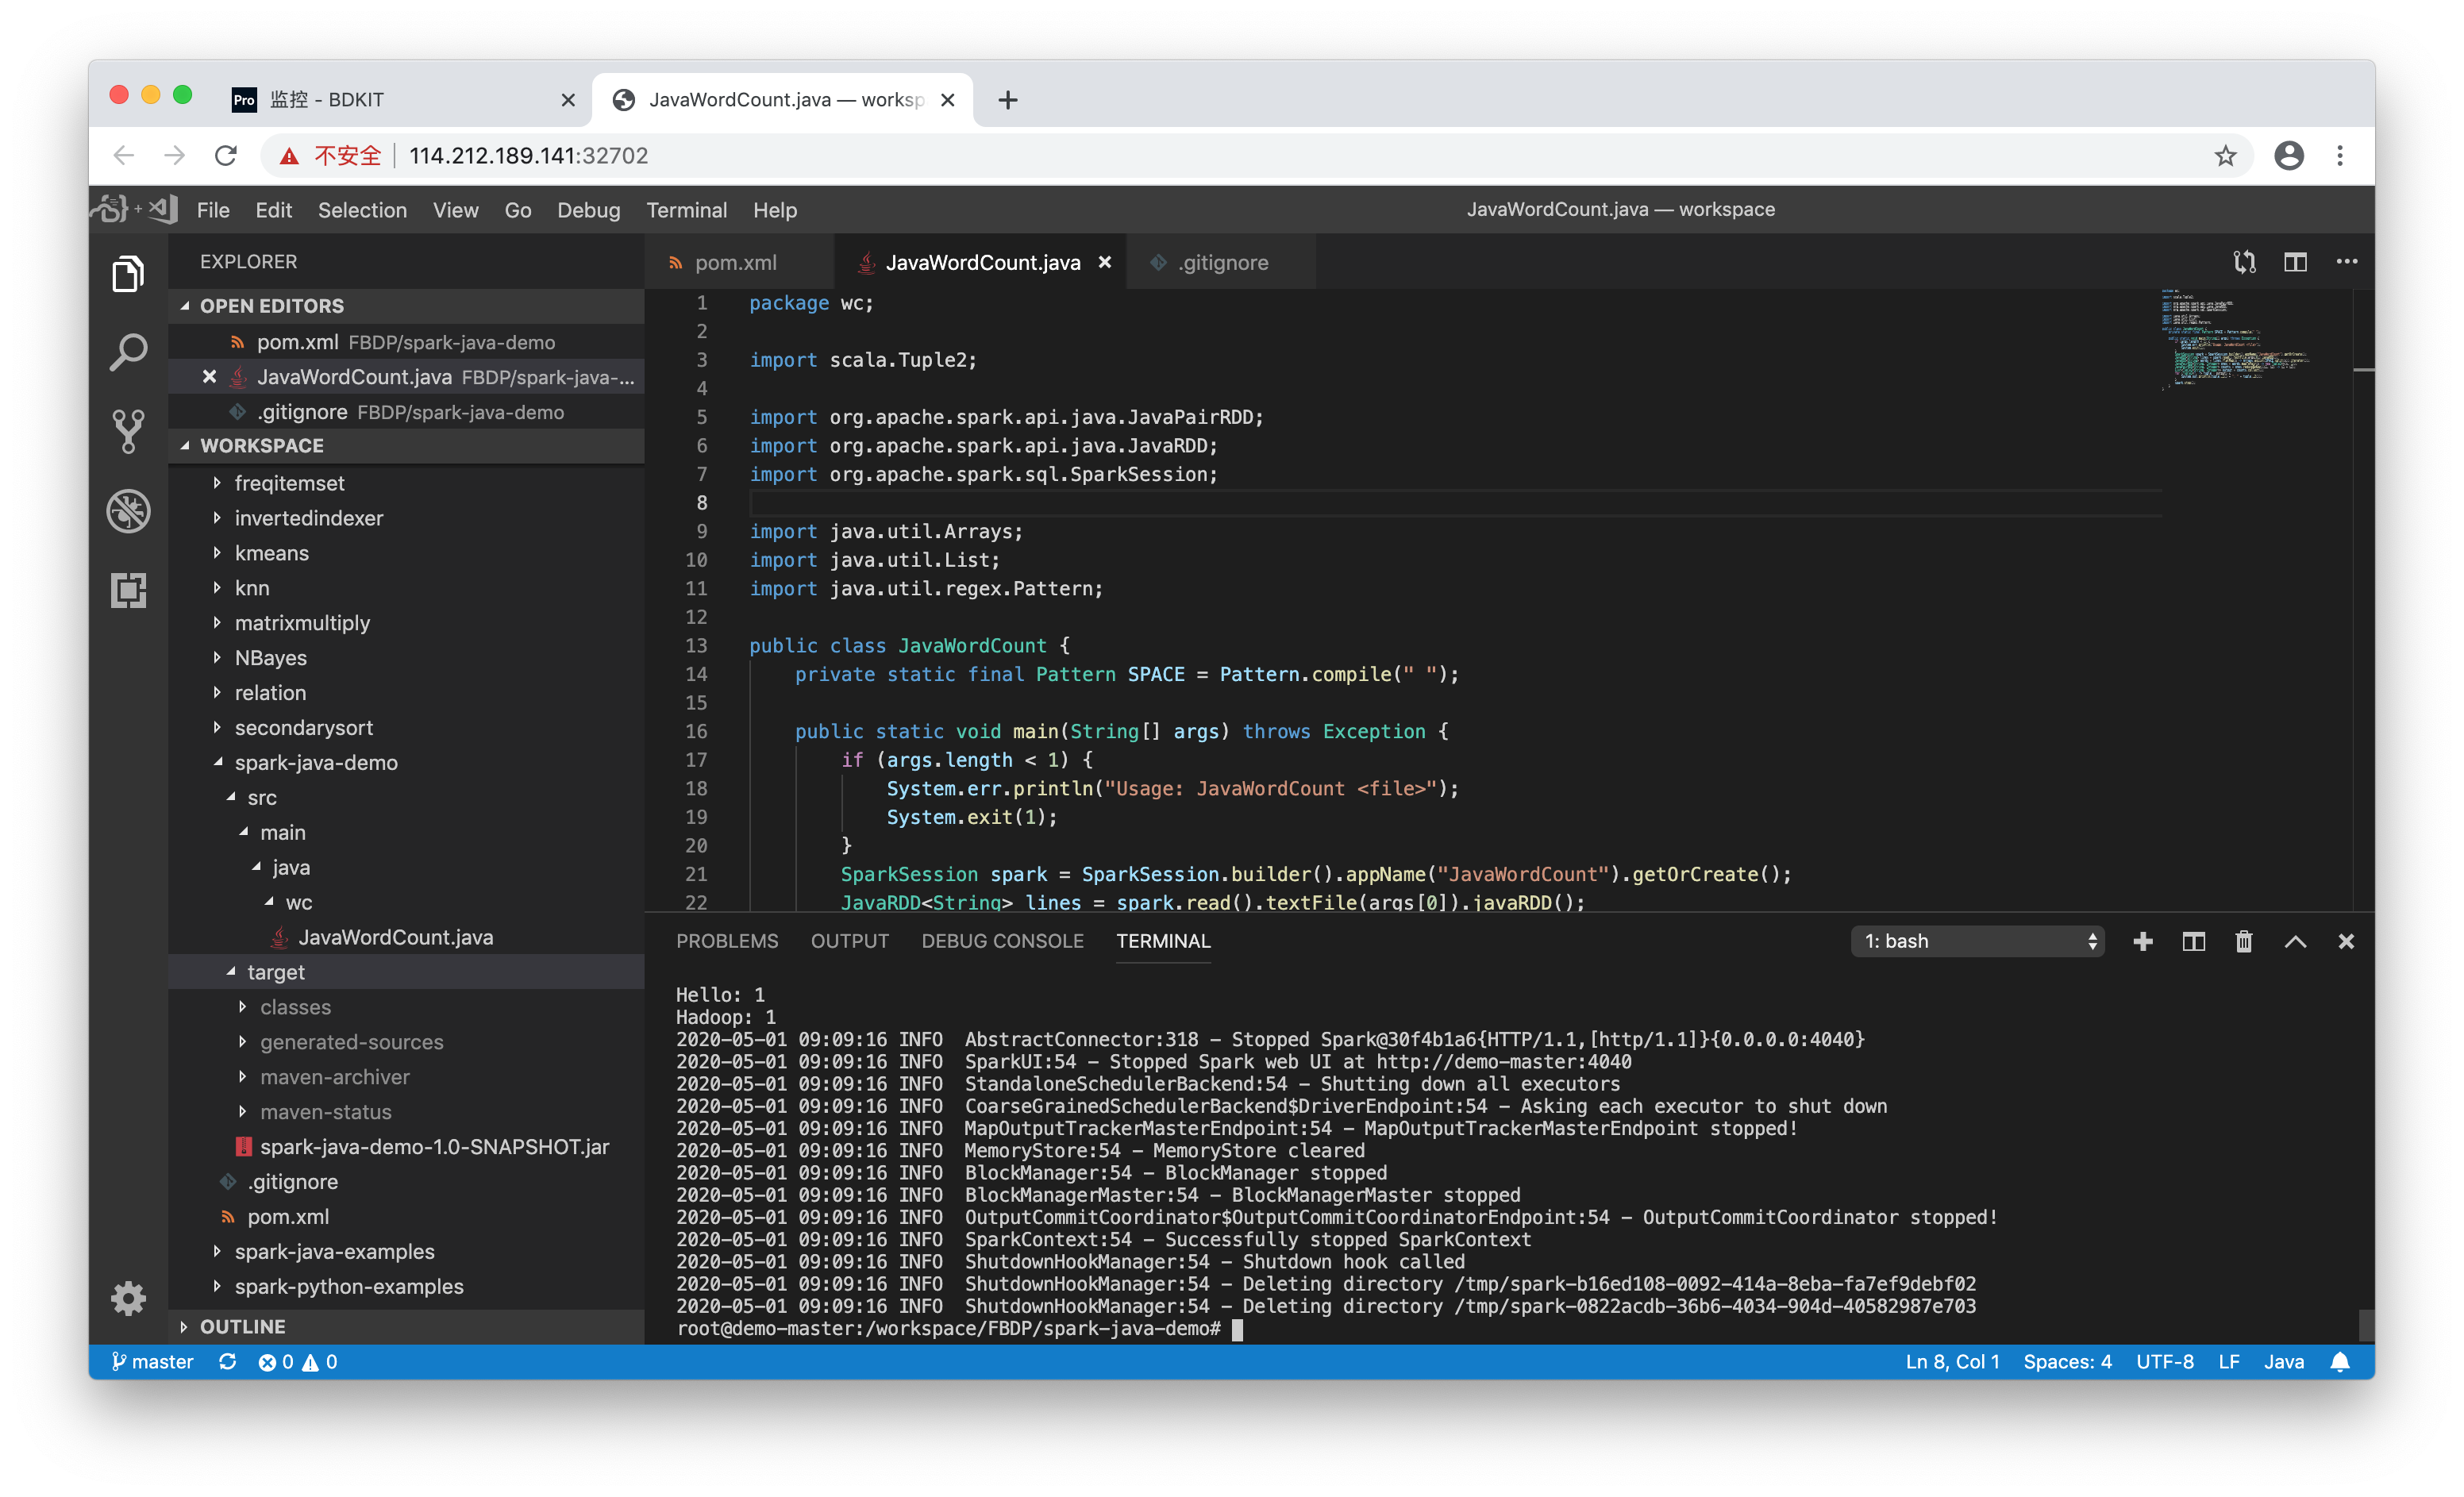 Pro 监控 - BDKIT
JavaWordCount.java — worksp
不安全 114.212.189.141:32702
File Edit Selection View Go Debug Terminal Help
JavaWordCount.java — workspace
EXPLORER
OPEN EDITORS
pom.xml FBDP/spark-java-demo
JavaWordCount.java FBDP/spark-java-...
.gitignore FBDP/spark-java-demo
WORKSPACE
freqitemset
invertedindexer
kmeans
knn
matrixmultiply
NBayes
relation
secondarysort
spark-java-demo
src
main
java
wc
JavaWordCount.java
target
classes
generated-sources
maven-archiver
maven-status
spark-java-demo-1.0-SNAPSHOT.jar
.gitignore
pom.xml
spark-java-examples
spark-python-examples
OUTLINE
pom.xml JavaWordCount.java .gitignore
1 package wc;
2
3 import scala.Tuple2;
4
5 import org.apache.spark.api.java.JavaPairRDD;
6 import org.apache.spark.api.java.JavaRDD;
7 import org.apache.spark.sql.SparkSession;
8
9 import java.util.Arrays;
10 import java.util.List;
11 import java.util.regex.Pattern;
12
13 public class JavaWordCount {
14 private static final Pattern SPACE = Pattern.compile(" ");
15
16 public static void main(String[] args) throws Exception {
17 if (args.length < 1) {
18 System.err.println("Usage: JavaWordCount <file>");
19 System.exit(1);
20 }
21 SparkSession spark = SparkSession.builder().appName("JavaWordCount").getOrCreate();
22 JavaRDD<String> lines = spark.read().textFile(args[0]).javaRDD();
PROBLEMS OUTPUT DEBUG CONSOLE TERMINAL
1: bash
Hello: 1
Hadoop: 1
2020-05-01 09:09:16 INFO AbstractConnector:318 - Stopped Spark@30f4b1a6{HTTP/1.1,[http/1.1]}{0.0.0.0:4040}
2020-05-01 09:09:16 INFO SparkUI:54 - Stopped Spark web UI at http://demo-master:4040
2020-05-01 09:09:16 INFO StandaloneSchedulerBackend:54 - Shutting down all executors
2020-05-01 09:09:16 INFO CoarseGrainedSchedulerBackend$DriverEndpoint:54 - Asking each executor to shut down
2020-05-01 09:09:16 INFO MapOutputTrackerMasterEndpoint:54 - MapOutputTrackerMasterEndpoint stopped!
2020-05-01 09:09:16 INFO MemoryStore:54 - MemoryStore cleared
2020-05-01 09:09:16 INFO BlockManager:54 - BlockManager stopped
2020-05-01 09:09:16 INFO BlockManagerMaster:54 - BlockManagerMaster stopped
2020-05-01 09:09:16 INFO OutputCommitCoordinator$OutputCommitCoordinatorEndpoint:54 - OutputCommitCoordinator stopped!
2020-05-01 09:09:16 INFO SparkContext:54 - Successfully stopped SparkContext
2020-05-01 09:09:16 INFO ShutdownHookManager:54 - Shutdown hook called
2020-05-01 09:09:16 INFO ShutdownHookManager:54 - Deleting directory /tmp/spark-b16ed108-0092-414a-8eba-fa7ef9debf02
2020-05-01 09:09:16 INFO ShutdownHookManager:54 - Deleting directory /tmp/spark-0822acdb-36b6-4034-904d-40582987e703
root@demo-master:/workspace/FBDP/spark-java-demo#
master 0 0
Ln 8, Col 1 Spaces: 4 UTF-8 LF Java